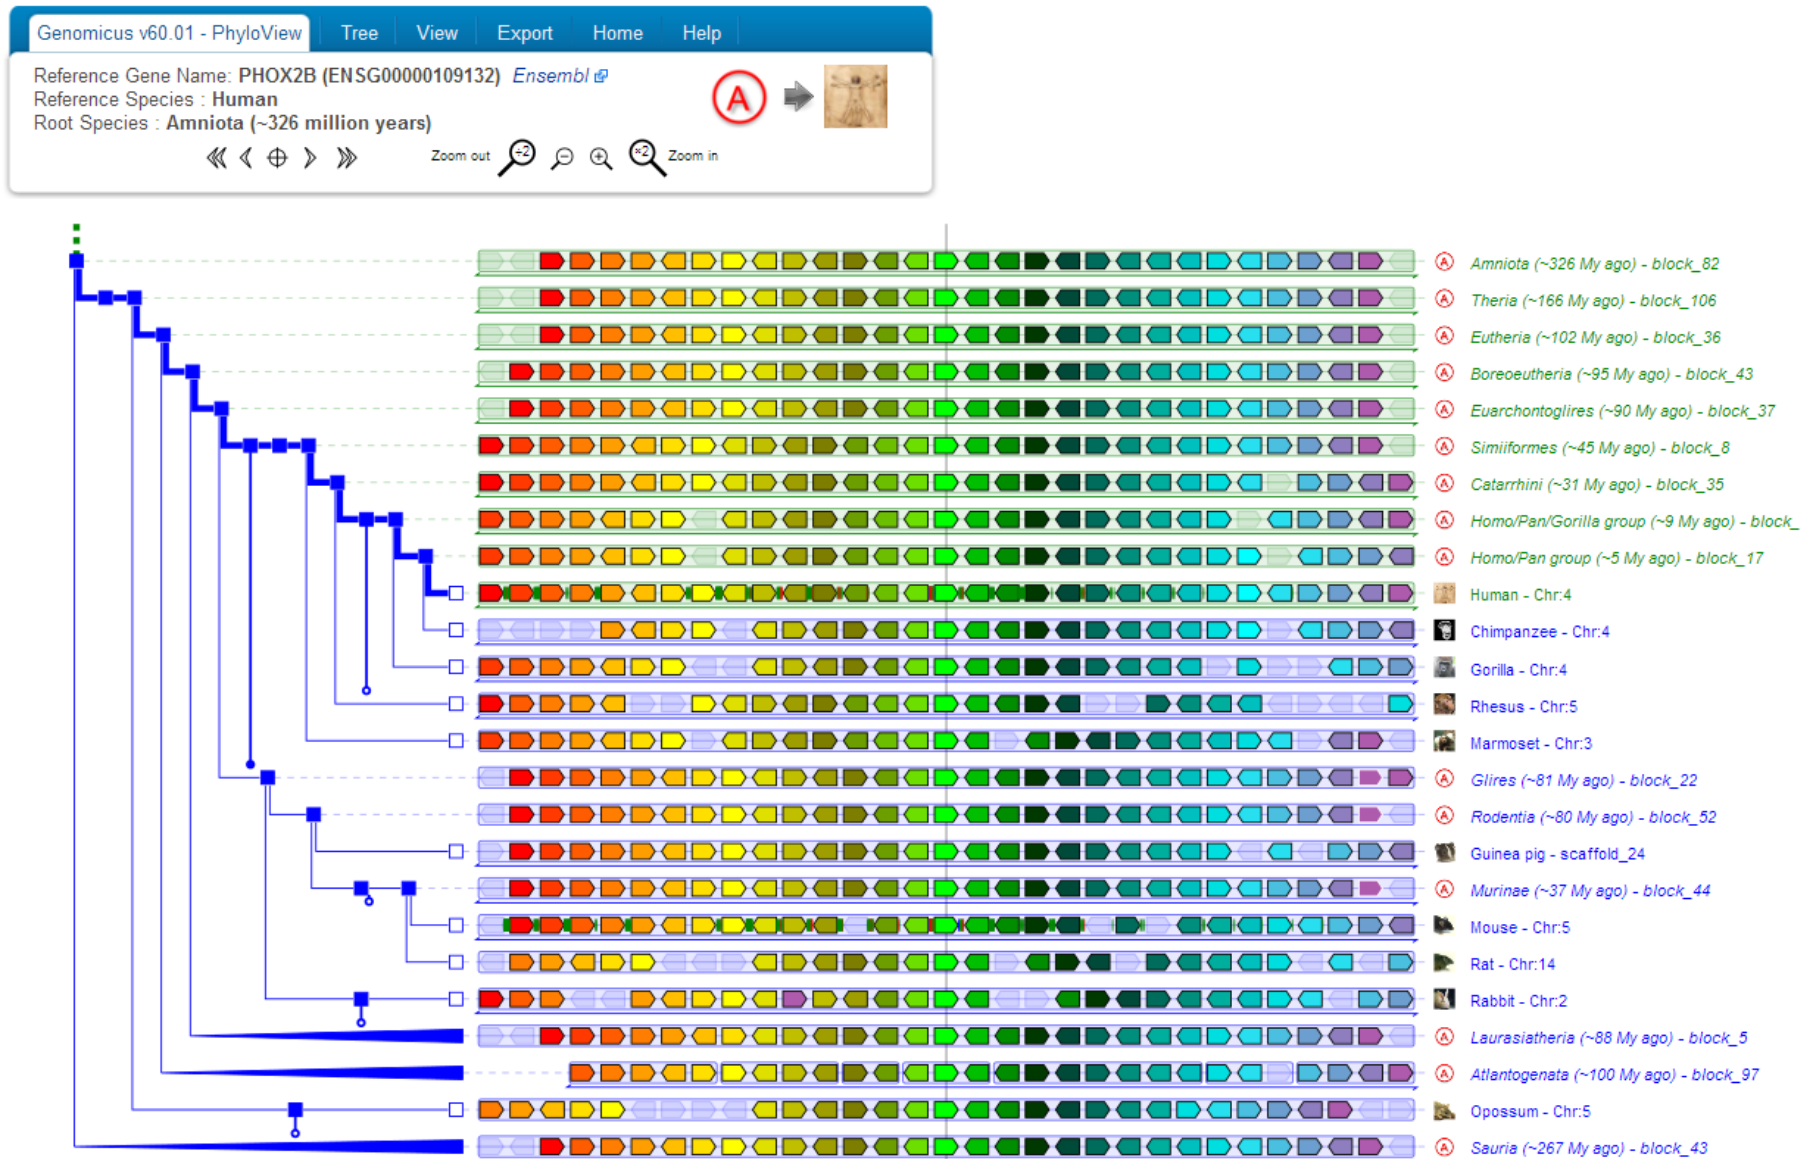 Genomicus v60.01 - PhyloView Tree View Export Home Help
Reference Gene Name: PHOX2B (ENSG00000109132) Ensembl
Reference Species : Human
Root Species : Amniota (~326 million years)
A
Zoom out ÷2 ×2 Zoom in
A Amniota (~326 My ago) - block_82
A Theria (~166 My ago) - block_106
A Eutheria (~102 My ago) - block_36
A Boreoeutheria (~95 My ago) - block_43
A Euarchontoglires (~90 My ago) - block_37
A Simiiformes (~45 My ago) - block_8
A Catarrhini (~31 My ago) - block_35
A Homo/Pan/Gorilla group (~9 My ago) - block_
A Homo/Pan group (~5 My ago) - block_17
Human - Chr:4
Chimpanzee - Chr:4
Gorilla - Chr:4
Rhesus - Chr:5
Marmoset - Chr:3
A Glires (~81 My ago) - block_22
A Rodentia (~80 My ago) - block_52
Guinea pig - scaffold_24
A Murinae (~37 My ago) - block_44
Mouse - Chr:5
Rat - Chr:14
Rabbit - Chr:2
A Laurasiatheria (~88 My ago) - block_5
A Atlantogenata (~100 My ago) - block_97
Opossum - Chr:5
A Sauria (~267 My ago) - block_43